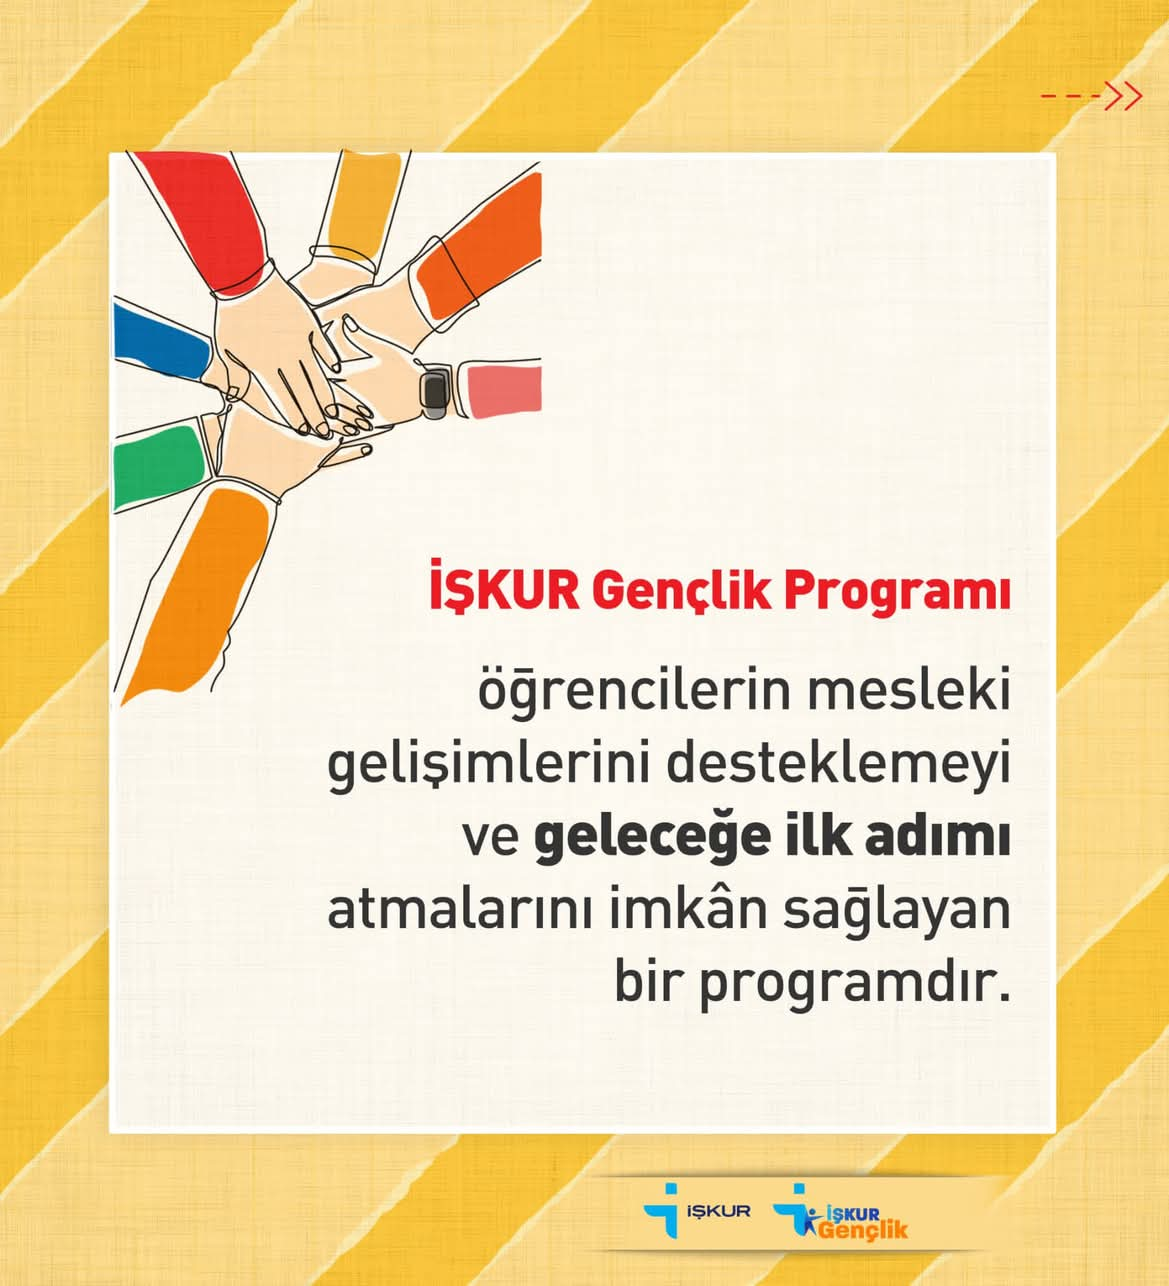 İŞKUR Gençlik Programı
öğrencilerin mesleki
gelişimlerini desteklemeyi
ve geleceğe ilk adımı
atmalarını imkân sağlayan
bir programdır.
İŞKUR
İŞKUR
Gençlik